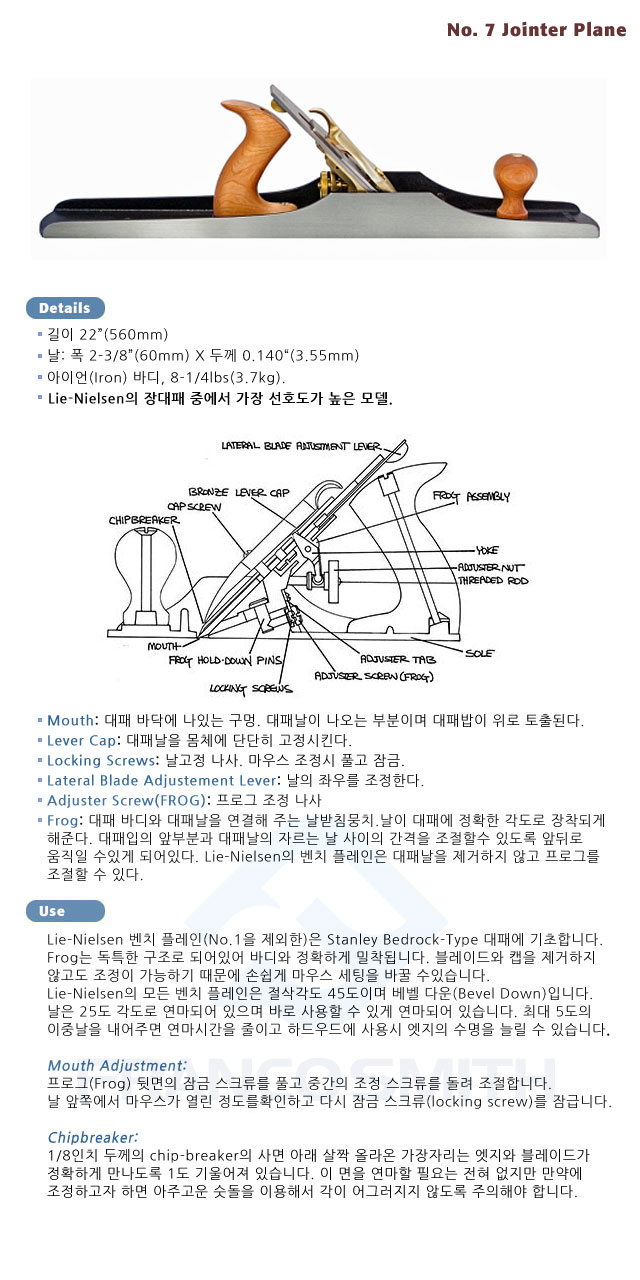 No. 7 Jointer Plane
Details
길이 22”(560mm)
날: 폭 2-3/8”(60mm) X 두께 0.140“(3.55mm)
아이언(Iron) 바디, 8-1/4lbs(3.7kg).
Lie-Nielsen의 장대패 중에서 가장 선호도가 높은 모델.
LATERAL BLADE ADJUSTMENT LEVER
BRONZE LEVER CAP
FROG ASSEMBLY
CAP SCREW
CHIPBREAKER
YOKE
ADJUSTER NUT
THREADED ROD
MOUTH
SOLE
FROG HOLD-DOWN PINS
ADJUSTER TAB
ADJUSTER SCREW (FROG)
LOCKING SCREWS
Mouth: 대패 바닥에 나있는 구멍. 대패날이 나오는 부분이며 대패밥이 위로 토출된다.
Lever Cap: 대패날을 몸체에 단단히 고정시킨다.
Locking Screws: 날고정 나사. 마우스 조정시 풀고 잠금.
Lateral Blade Adjustement Lever: 날의 좌우를 조정한다.
Adjuster Screw(FROG): 프로그 조정 나사
Frog: 대패 바디와 대패날을 연결해 주는 날받침뭉치.날이 대패에 정확한 각도로 장착되게
해준다. 대패입의 앞부분과 대패날의 자르는 날 사이의 간격을 조절할수 있도록 앞뒤로
움직일 수있게 되어있다. Lie-Nielsen의 벤치 플레인은 대패날을 제거하지 않고 프로그를
조절할 수 있다.
Use
Lie-Nielsen 벤치 플레인(No.1을 제외한)은 Stanley Bedrock-Type 대패에 기초합니다.
Frog는 독특한 구조로 되어있어 바디와 정확하게 밀착됩니다. 블레이드와 캡을 제거하지
않고도 조정이 가능하기 때문에 손쉽게 마우스 세팅을 바꿀 수있습니다.
Lie-Nielsen의 모든 벤치 플레인은 절삭각도 45도이며 베벨 다운(Bevel Down)입니다.
날은 25도 각도로 연마되어 있으며 바로 사용할 수 있게 연마되어 있습니다. 최대 5도의
이중날을 내어주면 연마시간을 줄이고 하드우드에 사용시 엣지의 수명을 늘릴 수 있습니다.
Mouth Adjustment:
프로그(Frog) 뒷면의 잠금 스크류를 풀고 중간의 조정 스크류를 돌려 조절합니다.
날 앞쪽에서 마우스가 열린 정도를확인하고 다시 잠금 스크류(locking screw)를 잠급니다.
Chipbreaker:
1/8인치 두께의 chip-breaker의 사면 아래 살짝 올라온 가장자리는 엣지와 블레이드가
정확하게 만나도록 1도 기울어져 있습니다. 이 면을 연마할 필요는 전혀 없지만 만약에
조정하고자 하면 아주고운 숫돌을 이용해서 각이 어그러지지 않도록 주의해야 합니다.